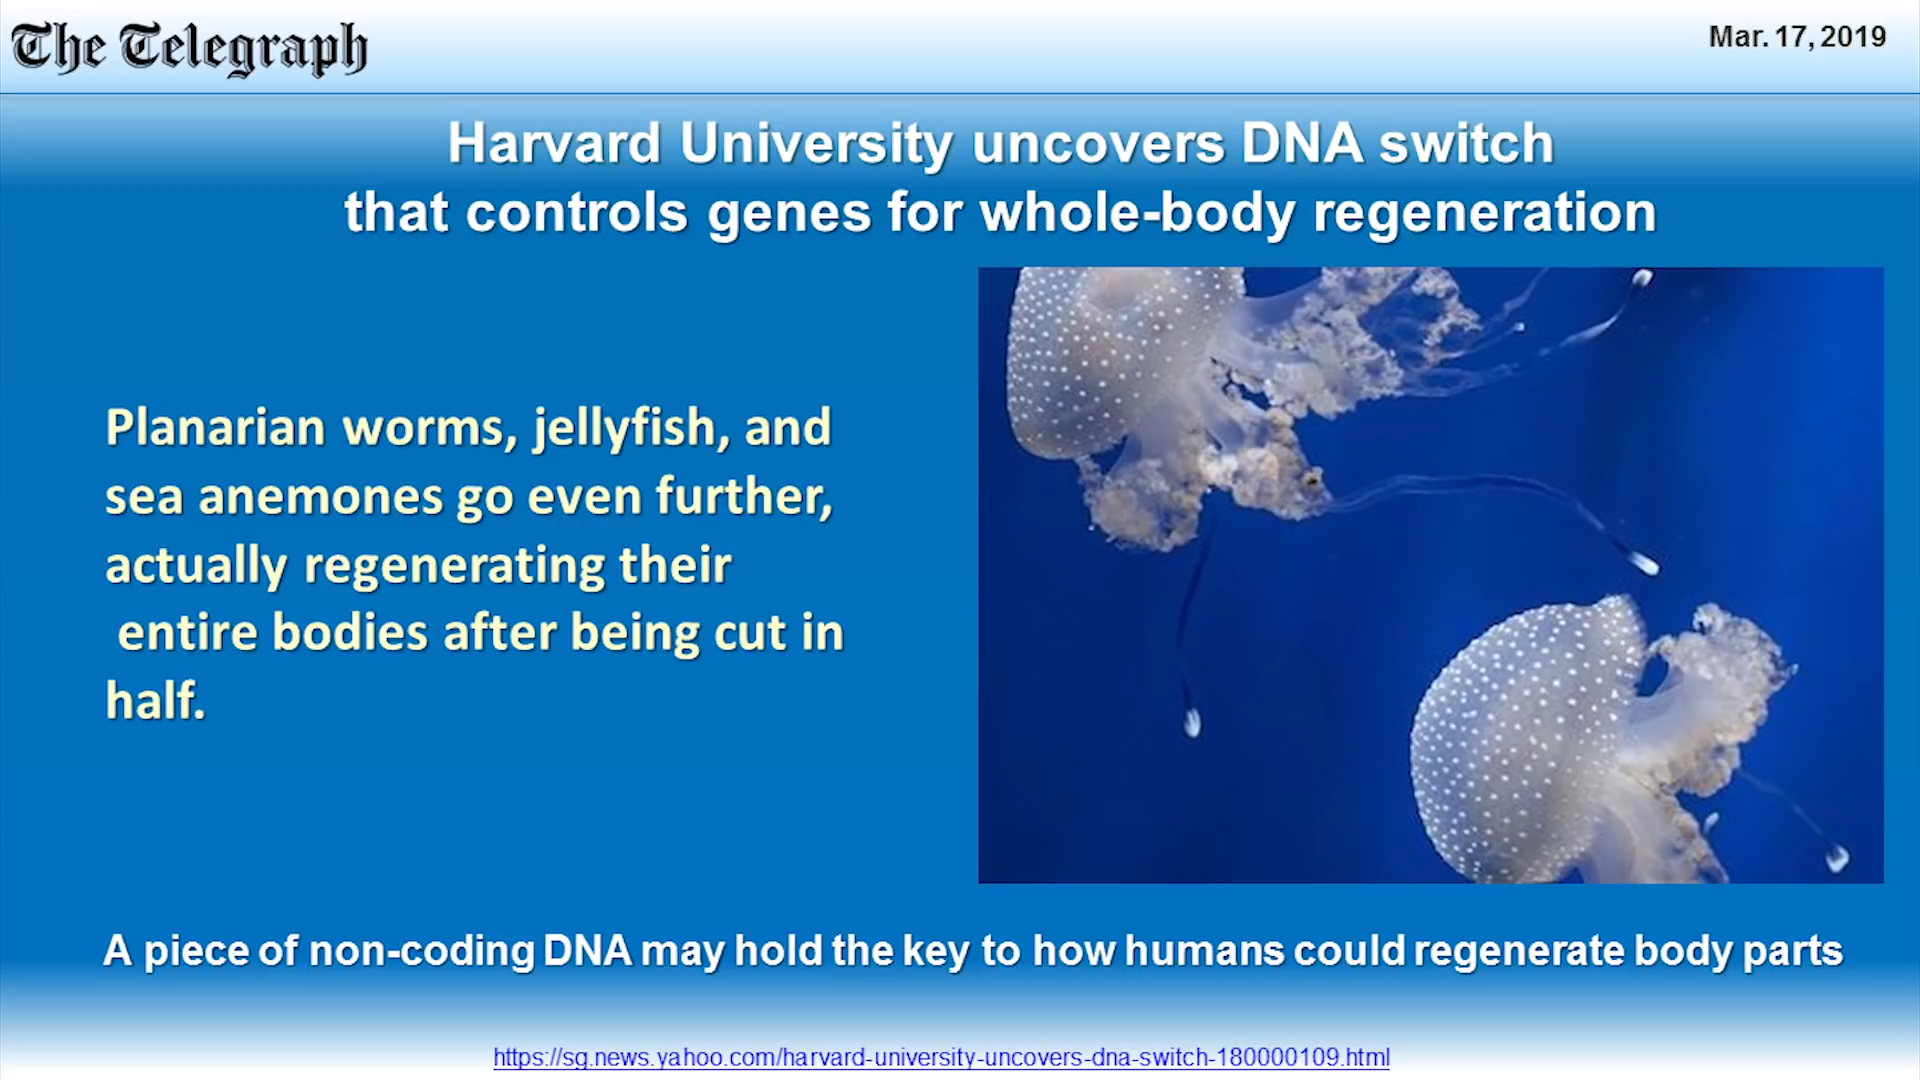 The Telegraph
Mar. 17, 2019
Harvard University uncovers DNA switch
that controls genes for whole-body regeneration
Planarian worms, jellyfish, and
sea anemones go even further,
actually regenerating their
entire bodies after being cut in
half.
A piece of non-coding DNA may hold the key to how humans could regenerate body parts
https://sg.news.yahoo.com/harvard-university-uncovers-dna-switch-180000109.html